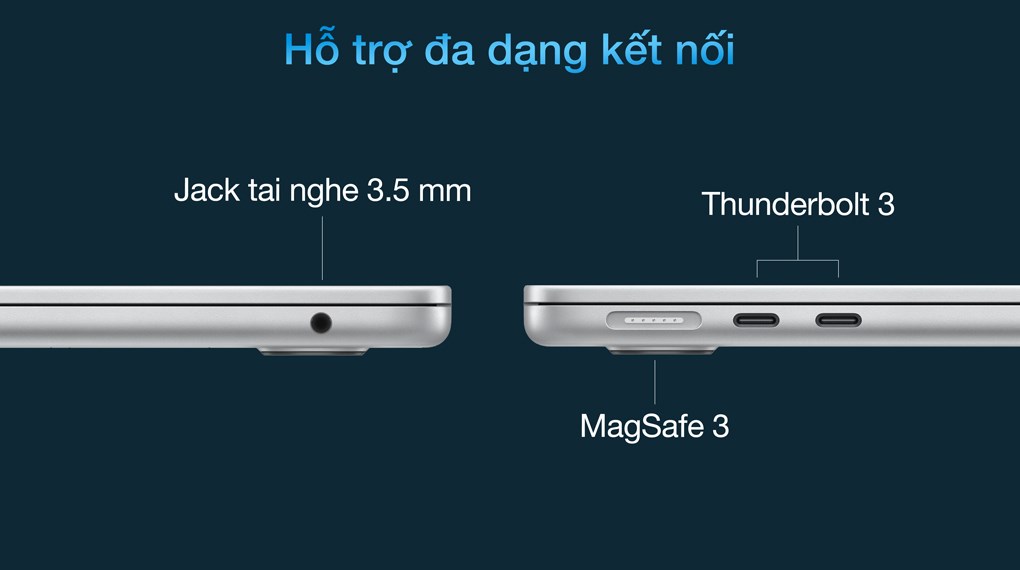 Hỗ trợ đa dạng kết nối
Jack tai nghe 3.5 mm
Thunderbolt 3
MagSafe 3